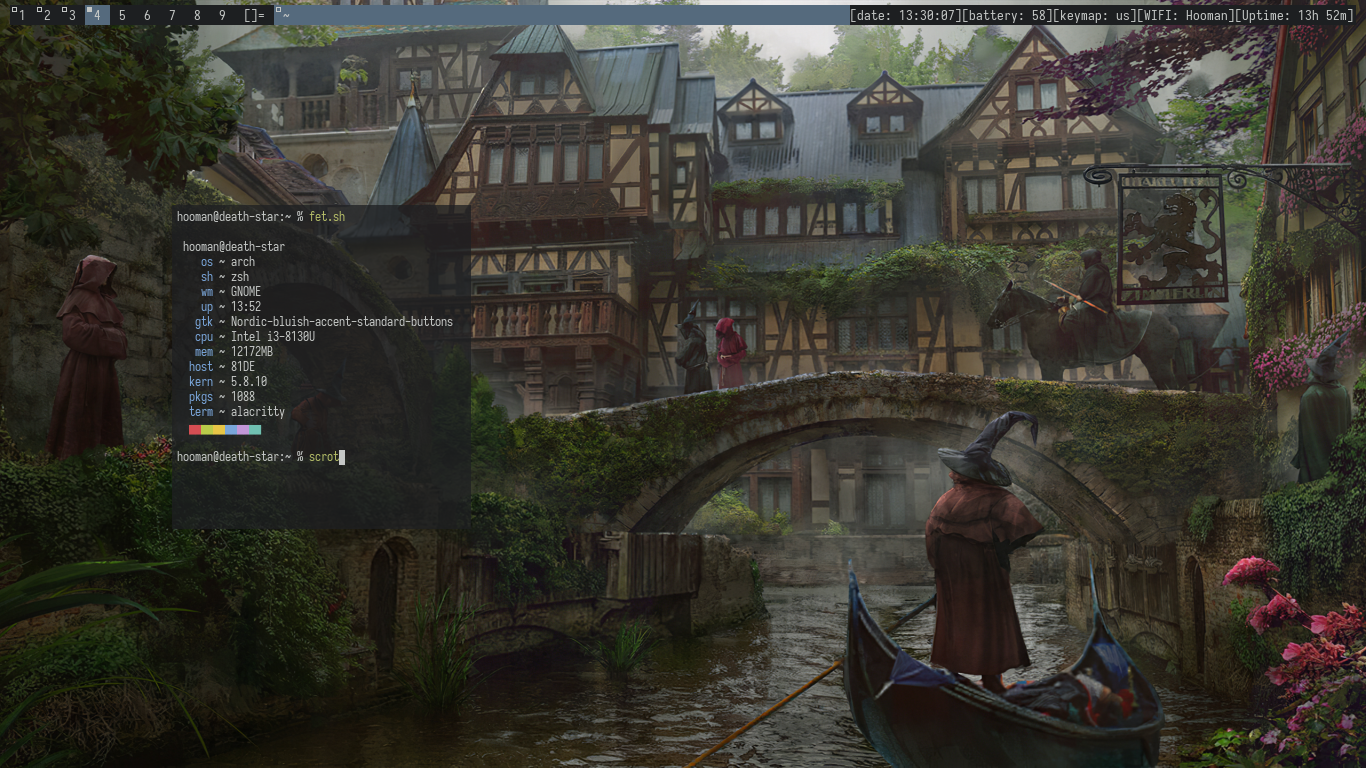 1 2 3 4 5 6 7 8 9 []= ~ [date: 13:30:07][battery: 58][keymap: us][WIFI: Hooman][Uptime: 13h 52m]
hooman@death-star:~ % fet.sh
hooman@death-star
os ~ arch
sh ~ zsh
wm ~ GNOME
up ~ 13:52
gtk ~ Nordic-bluish-accent-standard-buttons
cpu ~ Intel i3-8130U
mem ~ 12172MB
host ~ 81DE
kern ~ 5.8.10
pkgs ~ 1088
term ~ alacritty
hooman@death-star:~ % scrot